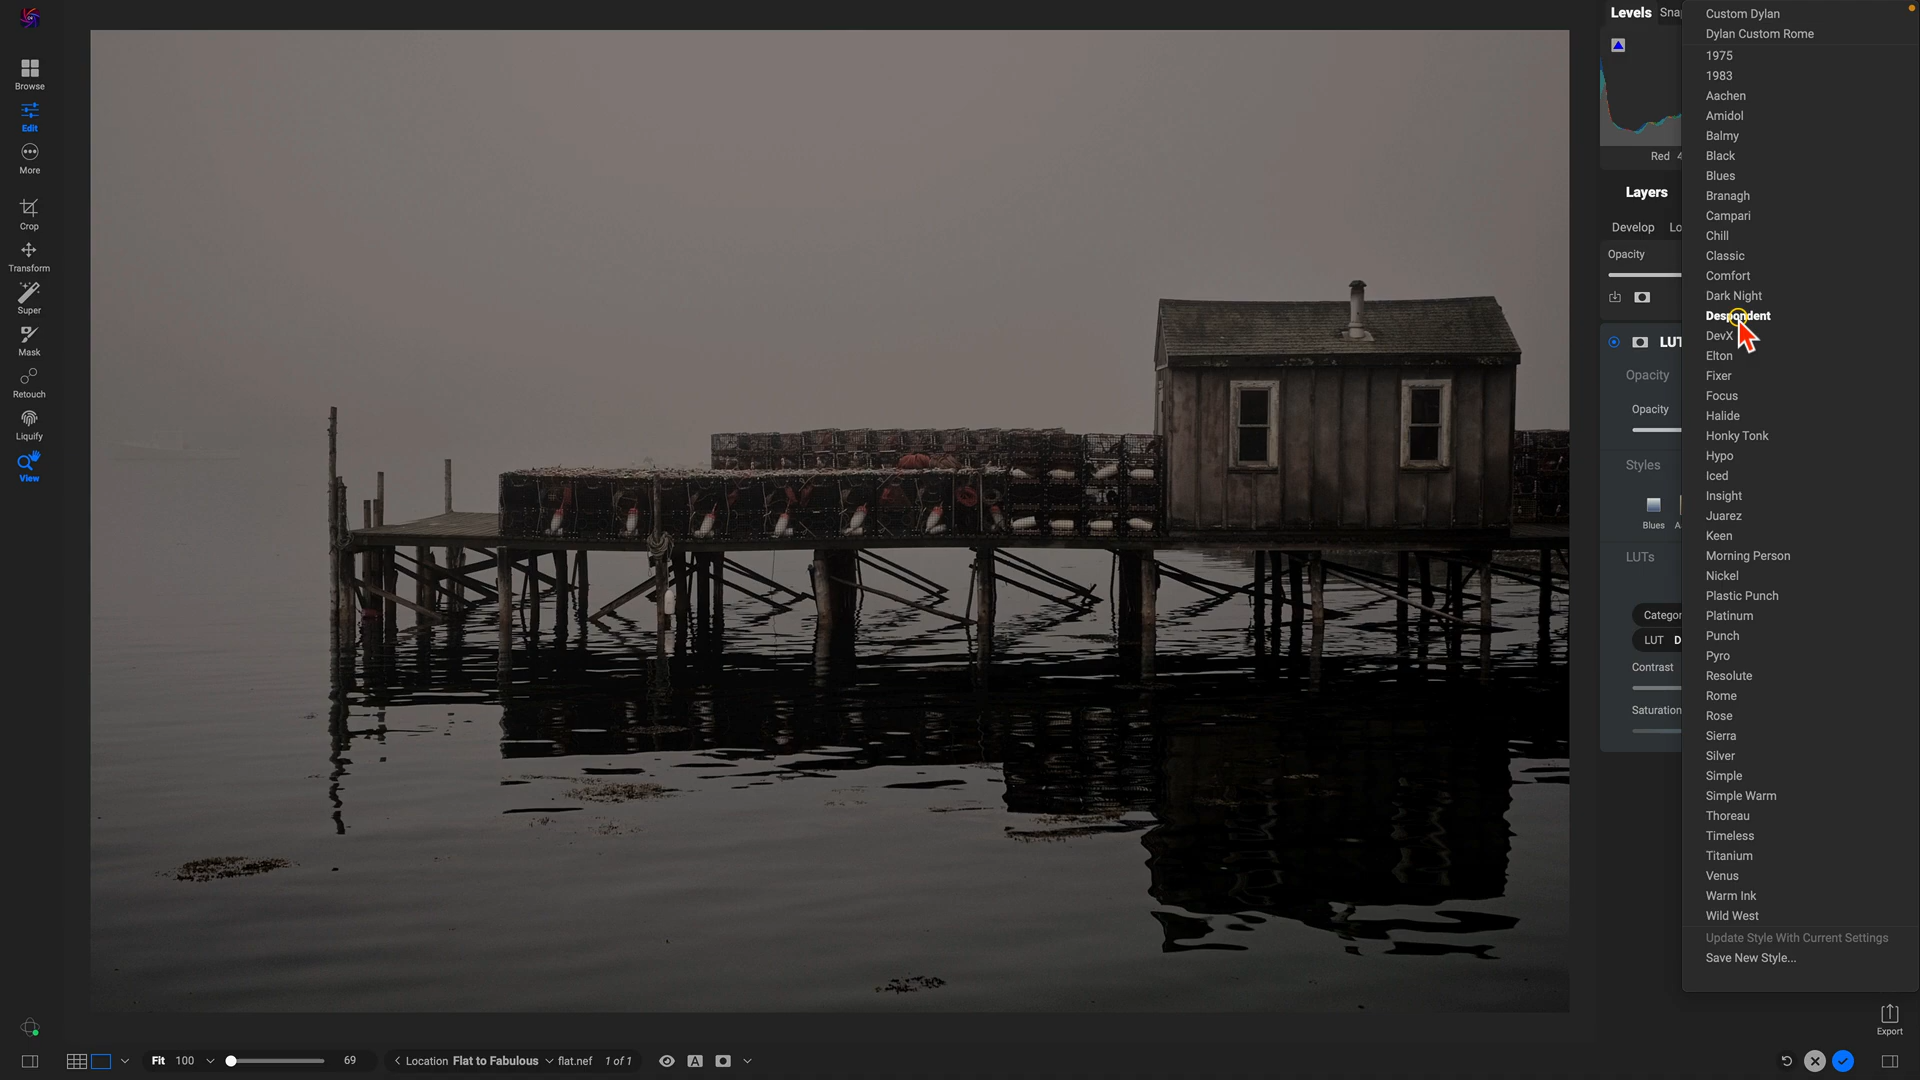 Browse
Edit
More
Crop
Transform
Super
Mask
Retouch
Liquify
View
Levels
Red
Layers
Develop
Opacity
LUT
Opacity
Opacity
Styles
Blues
LUTs
LUT
Contrast
Saturation
Custom Dylan
Dylan Custom Rome
1975
1983
Aachen
Amidol
Balmy
Black
Blues
Branagh
Campari
Chill
Classic
Comfort
Dark Night
Despondent
DevX
Elton
Fixer
Focus
Halide
Honky Tonk
Hypo
Iced
Insight
Juarez
Keen
Morning Person
Nickel
Plastic Punch
Platinum
Punch
Pyro
Resolute
Rome
Rose
Sierra
Silver
Simple
Simple Warm
Thoreau
Timeless
Titanium
Venus
Warm Ink
Wild West
Update Style With Current Settings
Save New Style...
Export
Fit 100 69 Location Flat to Fabulous flat.nef 1 of 1 A